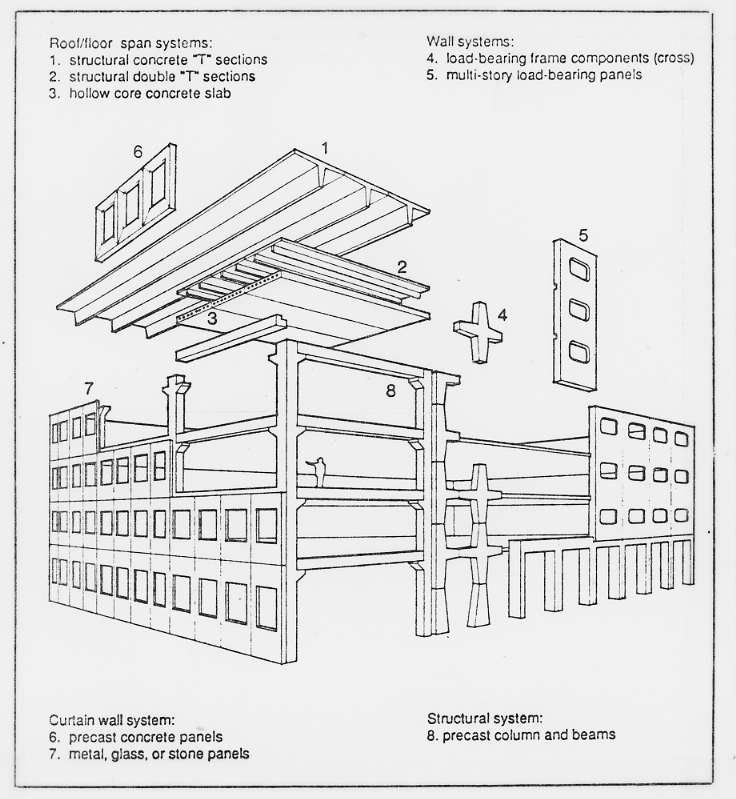 Roof/floor span systems:
1. structural concrete "T" sections
2. structural double "T" sections
3. hollow core concrete slab
Wall systems:
4. load-bearing frame components (cross)
5. multi-story load-bearing panels
6
1
5
2
3
4
8
7
Curtain wall system:
6. precast concrete panels
7. metal, glass, or stone panels
Structural system:
8. precast column and beams